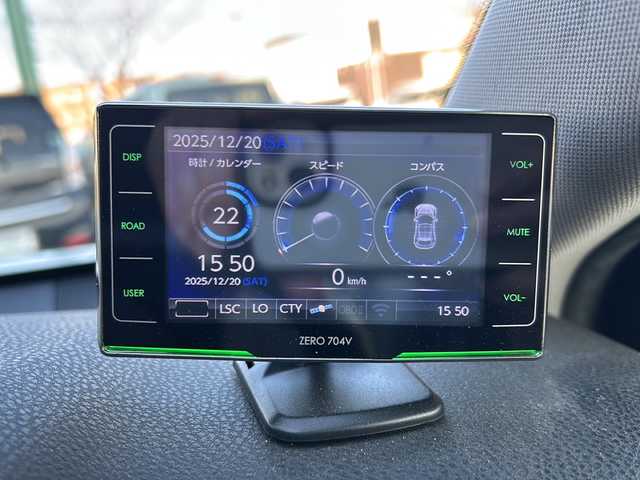 2025/12/20(SAT)
DISP
ROAD
USER
時計 / カレンダー
スピード
コンパス
22
15 50
2025/12/20 (SAT)
0 km/h
---°
LSC LO CTY OBDⅡ 15 50
VOL+
MUTE
VOL-
ZERO 704V